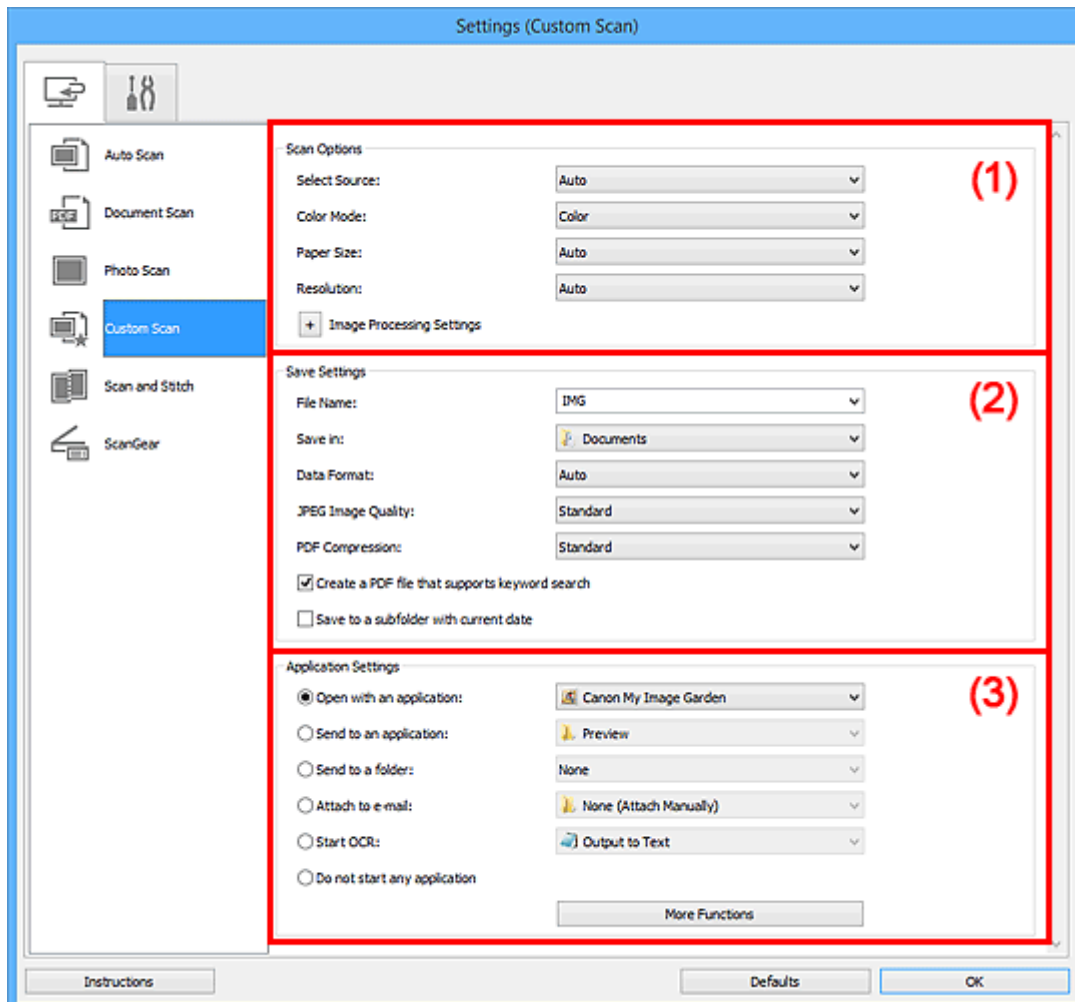 Settings (Custom Scan)
Auto Scan
Document Scan
Photo Scan
Custom Scan
Scan and Stitch
ScanGear
(1)
Scan Options
Select Source: Auto
Color Mode: Color
Paper Size: Auto
Resolution: Auto
+ Image Processing Settings
(2)
Save Settings
File Name: IMG
Save in: Documents
Data Format: Auto
JPEG Image Quality: Standard
PDF Compression: Standard
Create a PDF file that supports keyword search
Save to a subfolder with current date
(3)
Application Settings
Open with an application: Canon My Image Garden
Send to an application: Preview
Send to a folder: None
Attach to e-mail: None (Attach Manually)
Start OCR: Output to Text
Do not start any application
More Functions
Instructions Defaults OK